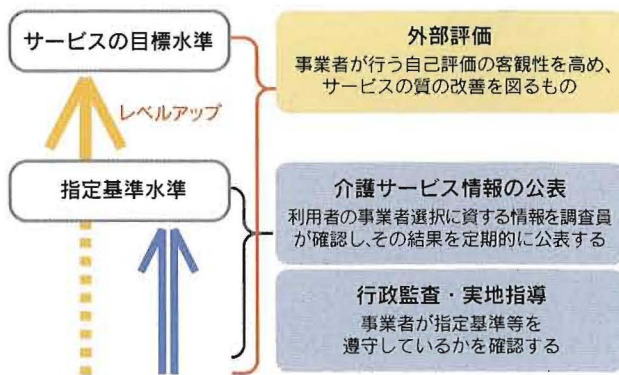 サービスの目標水準
レベルアップ
指定基準水準
外部評価
事業者が行う自己評価の客観性を高め、
サービスの質の改善を図るもの
介護サービス情報の公表
利用者の事業者選択に資する情報を調査員
が確認し、その結果を定期的に公表する
行政監査・実地指導
事業者が指定基準等を
遵守しているかを確認する